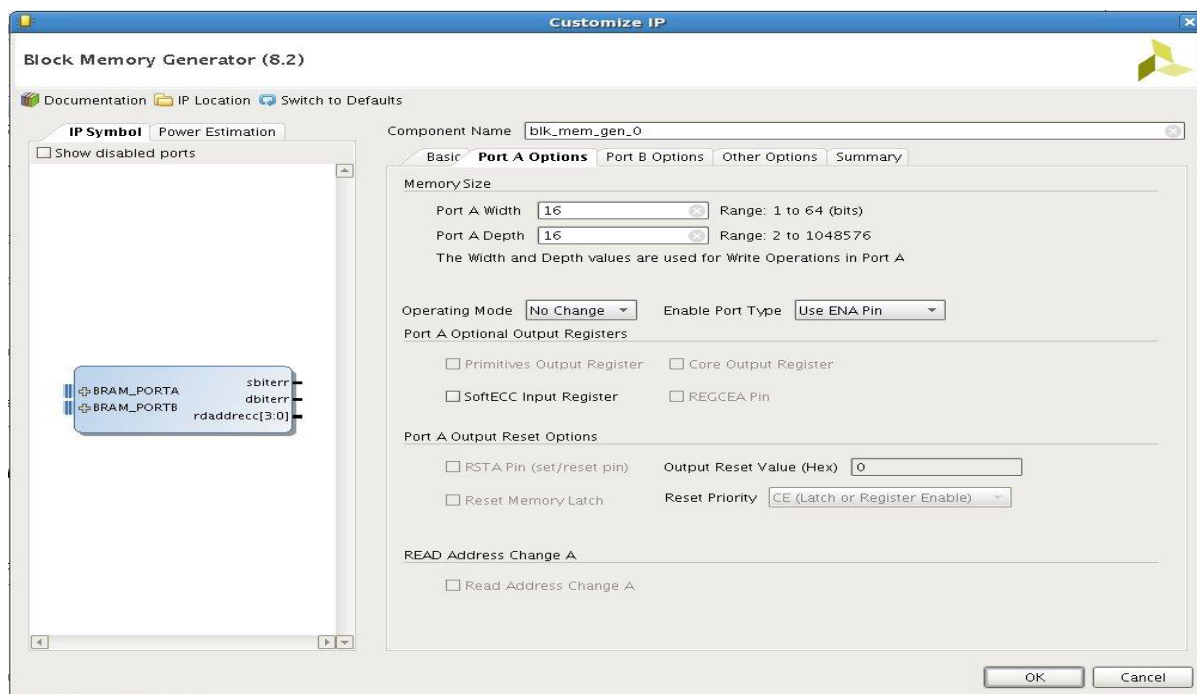 Customize IP
Block Memory Generator (8.2)
Documentation IP Location Switch to Defaults
IP Symbol Power Estimation
Show disabled ports
BRAM_PORTA
BRAM_PORTB
sbiterr
dbiterr
rdaddrecc[3:0]
Component Name blk_mem_gen_0
Basic Port A Options Port B Options Other Options Summary
Memory Size
Port A Width 16 Range: 1 to 64 (bits)
Port A Depth 16 Range: 2 to 1048576
The Width and Depth values are used for Write Operations in Port A
Operating Mode No Change Enable Port Type Use ENA Pin
Port A Optional Output Registers
Primitives Output Register Core Output Register
SoftECC Input Register REGCEA Pin
Port A Output Reset Options
RSTA Pin (set/reset pin) Output Reset Value (Hex) 0
Reset Memory Latch Reset Priority CE (Latch or Register Enable)
READ Address Change A
Read Address Change A
OK Cancel